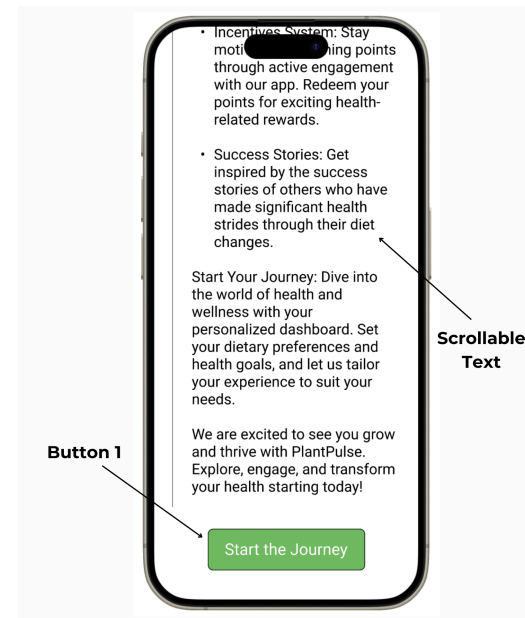 • Incentives System: Stay
moti ning points
through active engagement
with our app. Redeem your
points for exciting health-
related rewards.
• Success Stories: Get
inspired by the success
stories of others who have
made significant health
strides through their diet
changes.
Start Your Journey: Dive into
the world of health and
wellness with your
personalized dashboard. Set
your dietary preferences and
health goals, and let us tailor
your experience to suit your
needs.
We are excited to see you grow
and thrive with PlantPulse.
Explore, engage, and transform
your health starting today!
Start the Journey
Button 1
Scrollable
Text